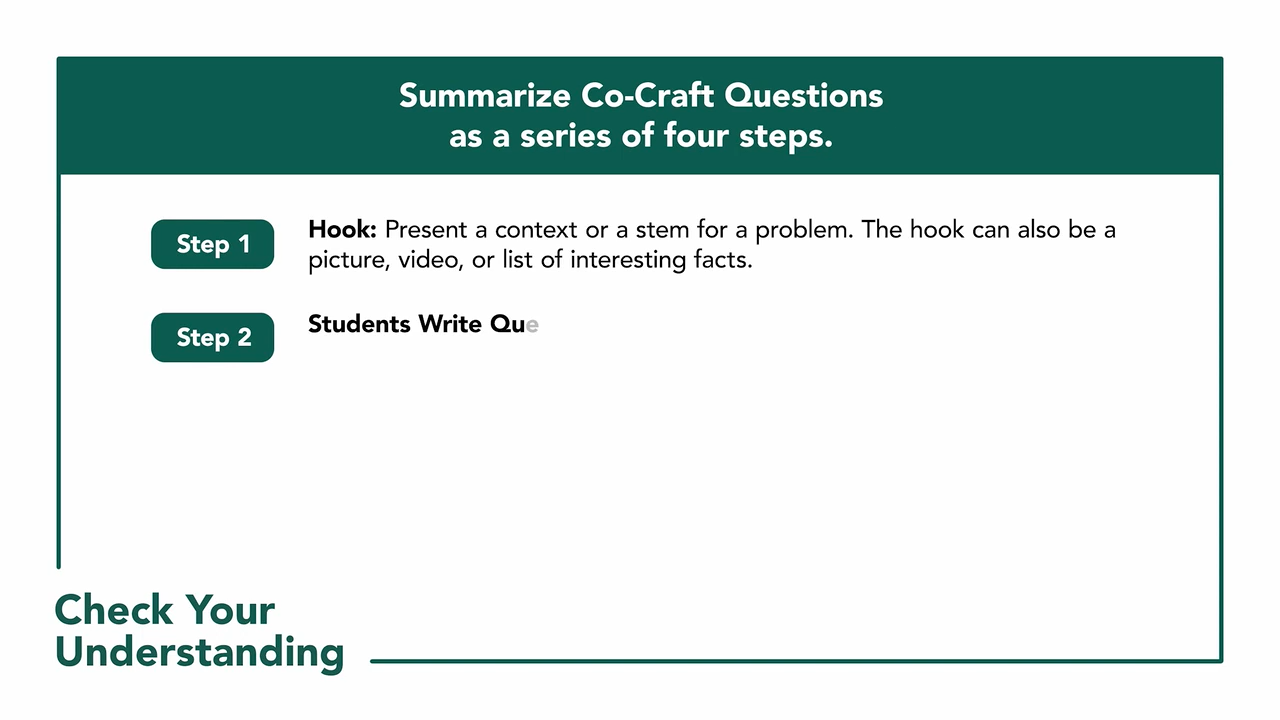 Summarize Co-Craft Questions
as a series of four steps.
Step 1
Hook: Present a context or a stem for a problem. The hook can also be a
picture, video, or list of interesting facts.
Step 2
Students Write Que
Check Your
Understanding